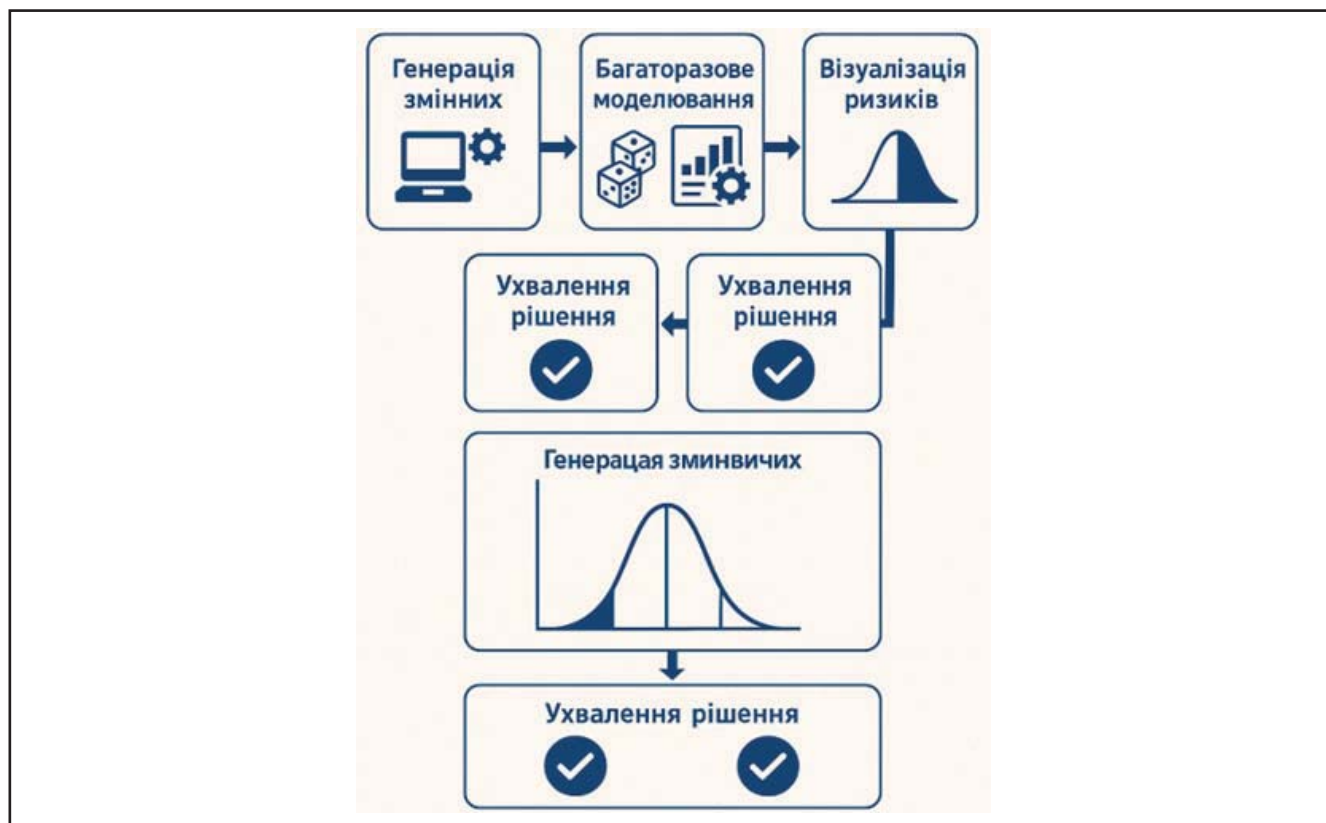 Генерація
змінних
Багаторазове
моделювання
Візуалізація
ризиків
Ухвалення
рішення
Ухвалення
рішення
Генерацая зминвичих
Ухвалення рішення